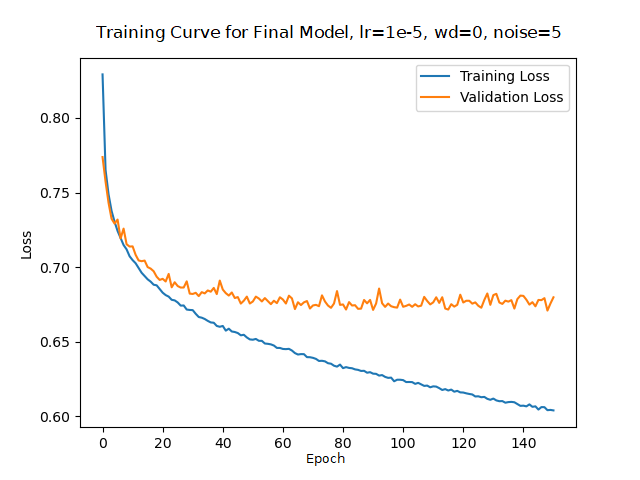 Training Curve for Final Model, lr=1e-5, wd=0, noise=5
Training Loss
Validation Loss
Loss
0.80
0.75
0.70
0.65
0.60
0 20 40 60 80 100 120 140
Epoch